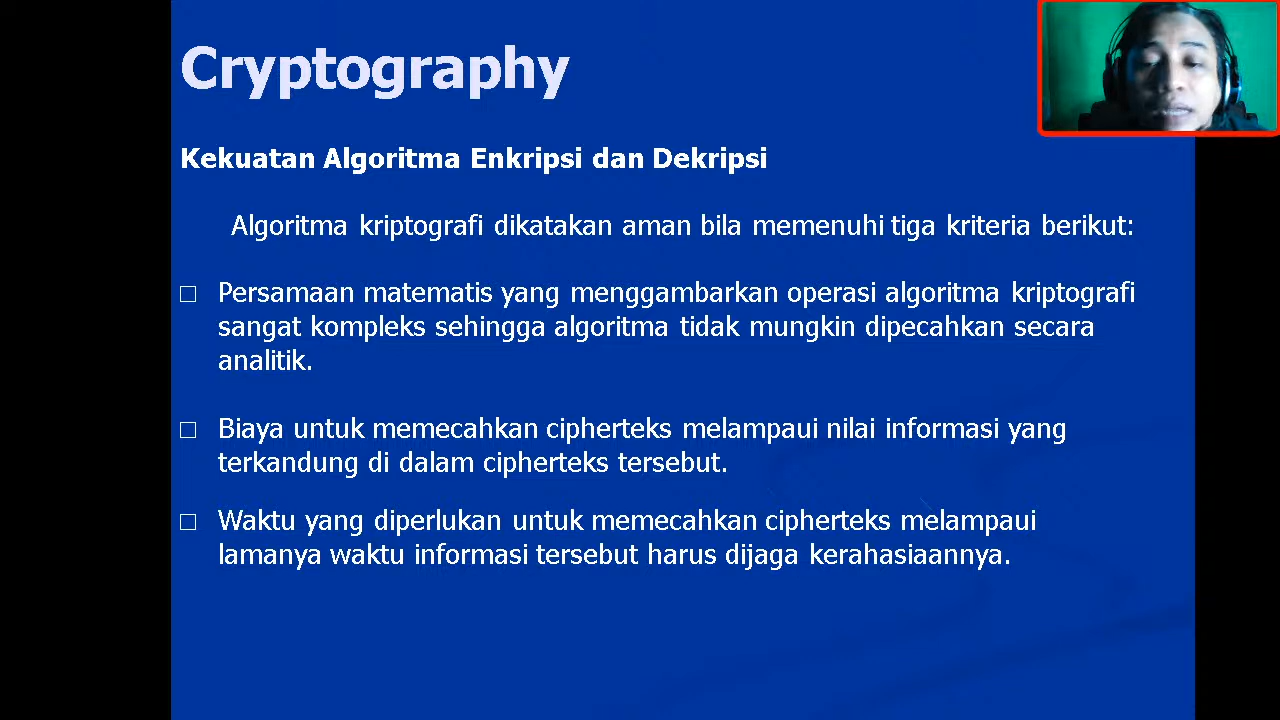 Cryptography
Kekuatan Algoritma Enkripsi dan Dekripsi
Algoritma kriptografi dikatakan aman bila memenuhi tiga kriteria berikut:
Persamaan matematis yang menggambarkan operasi algoritma kriptografi
sangat kompleks sehingga algoritma tidak mungkin dipecahkan secara
analitik.
Biaya untuk memecahkan cipherteks melampaui nilai informasi yang
terkandung di dalam cipherteks tersebut.
Waktu yang diperlukan untuk memecahkan cipherteks melampaui
lamanya waktu informasi tersebut harus dijaga kerahasiaannya.